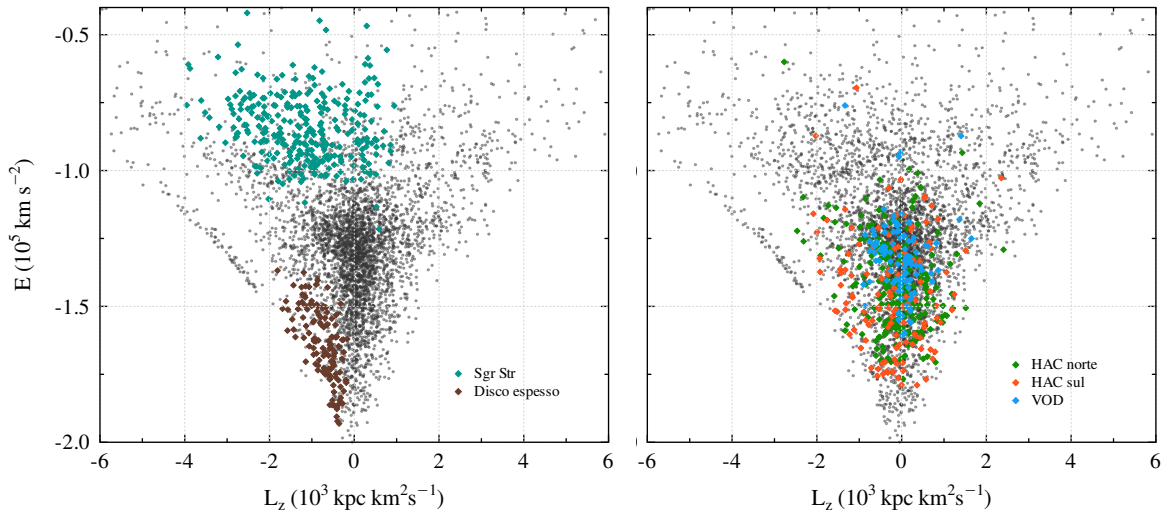 -0.5
-1.0
-1.5
-2.0
E (10⁵ km s⁻²)
-6 -4 -2 0 2 4 6
L_z (10³ kpc km²s⁻¹)
Sgr Str
Disco espesso
0
0
-6 -4 -2 0 2 4 6
L_z (10³ kpc km²s⁻¹)
HAC norte
HAC sul
VOD